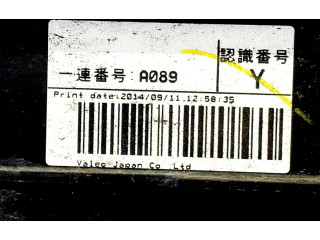 認識番号
一連番号: A089
Y
Print date:2014/09/11,12:58:35
Valeo Japan Co Ltd